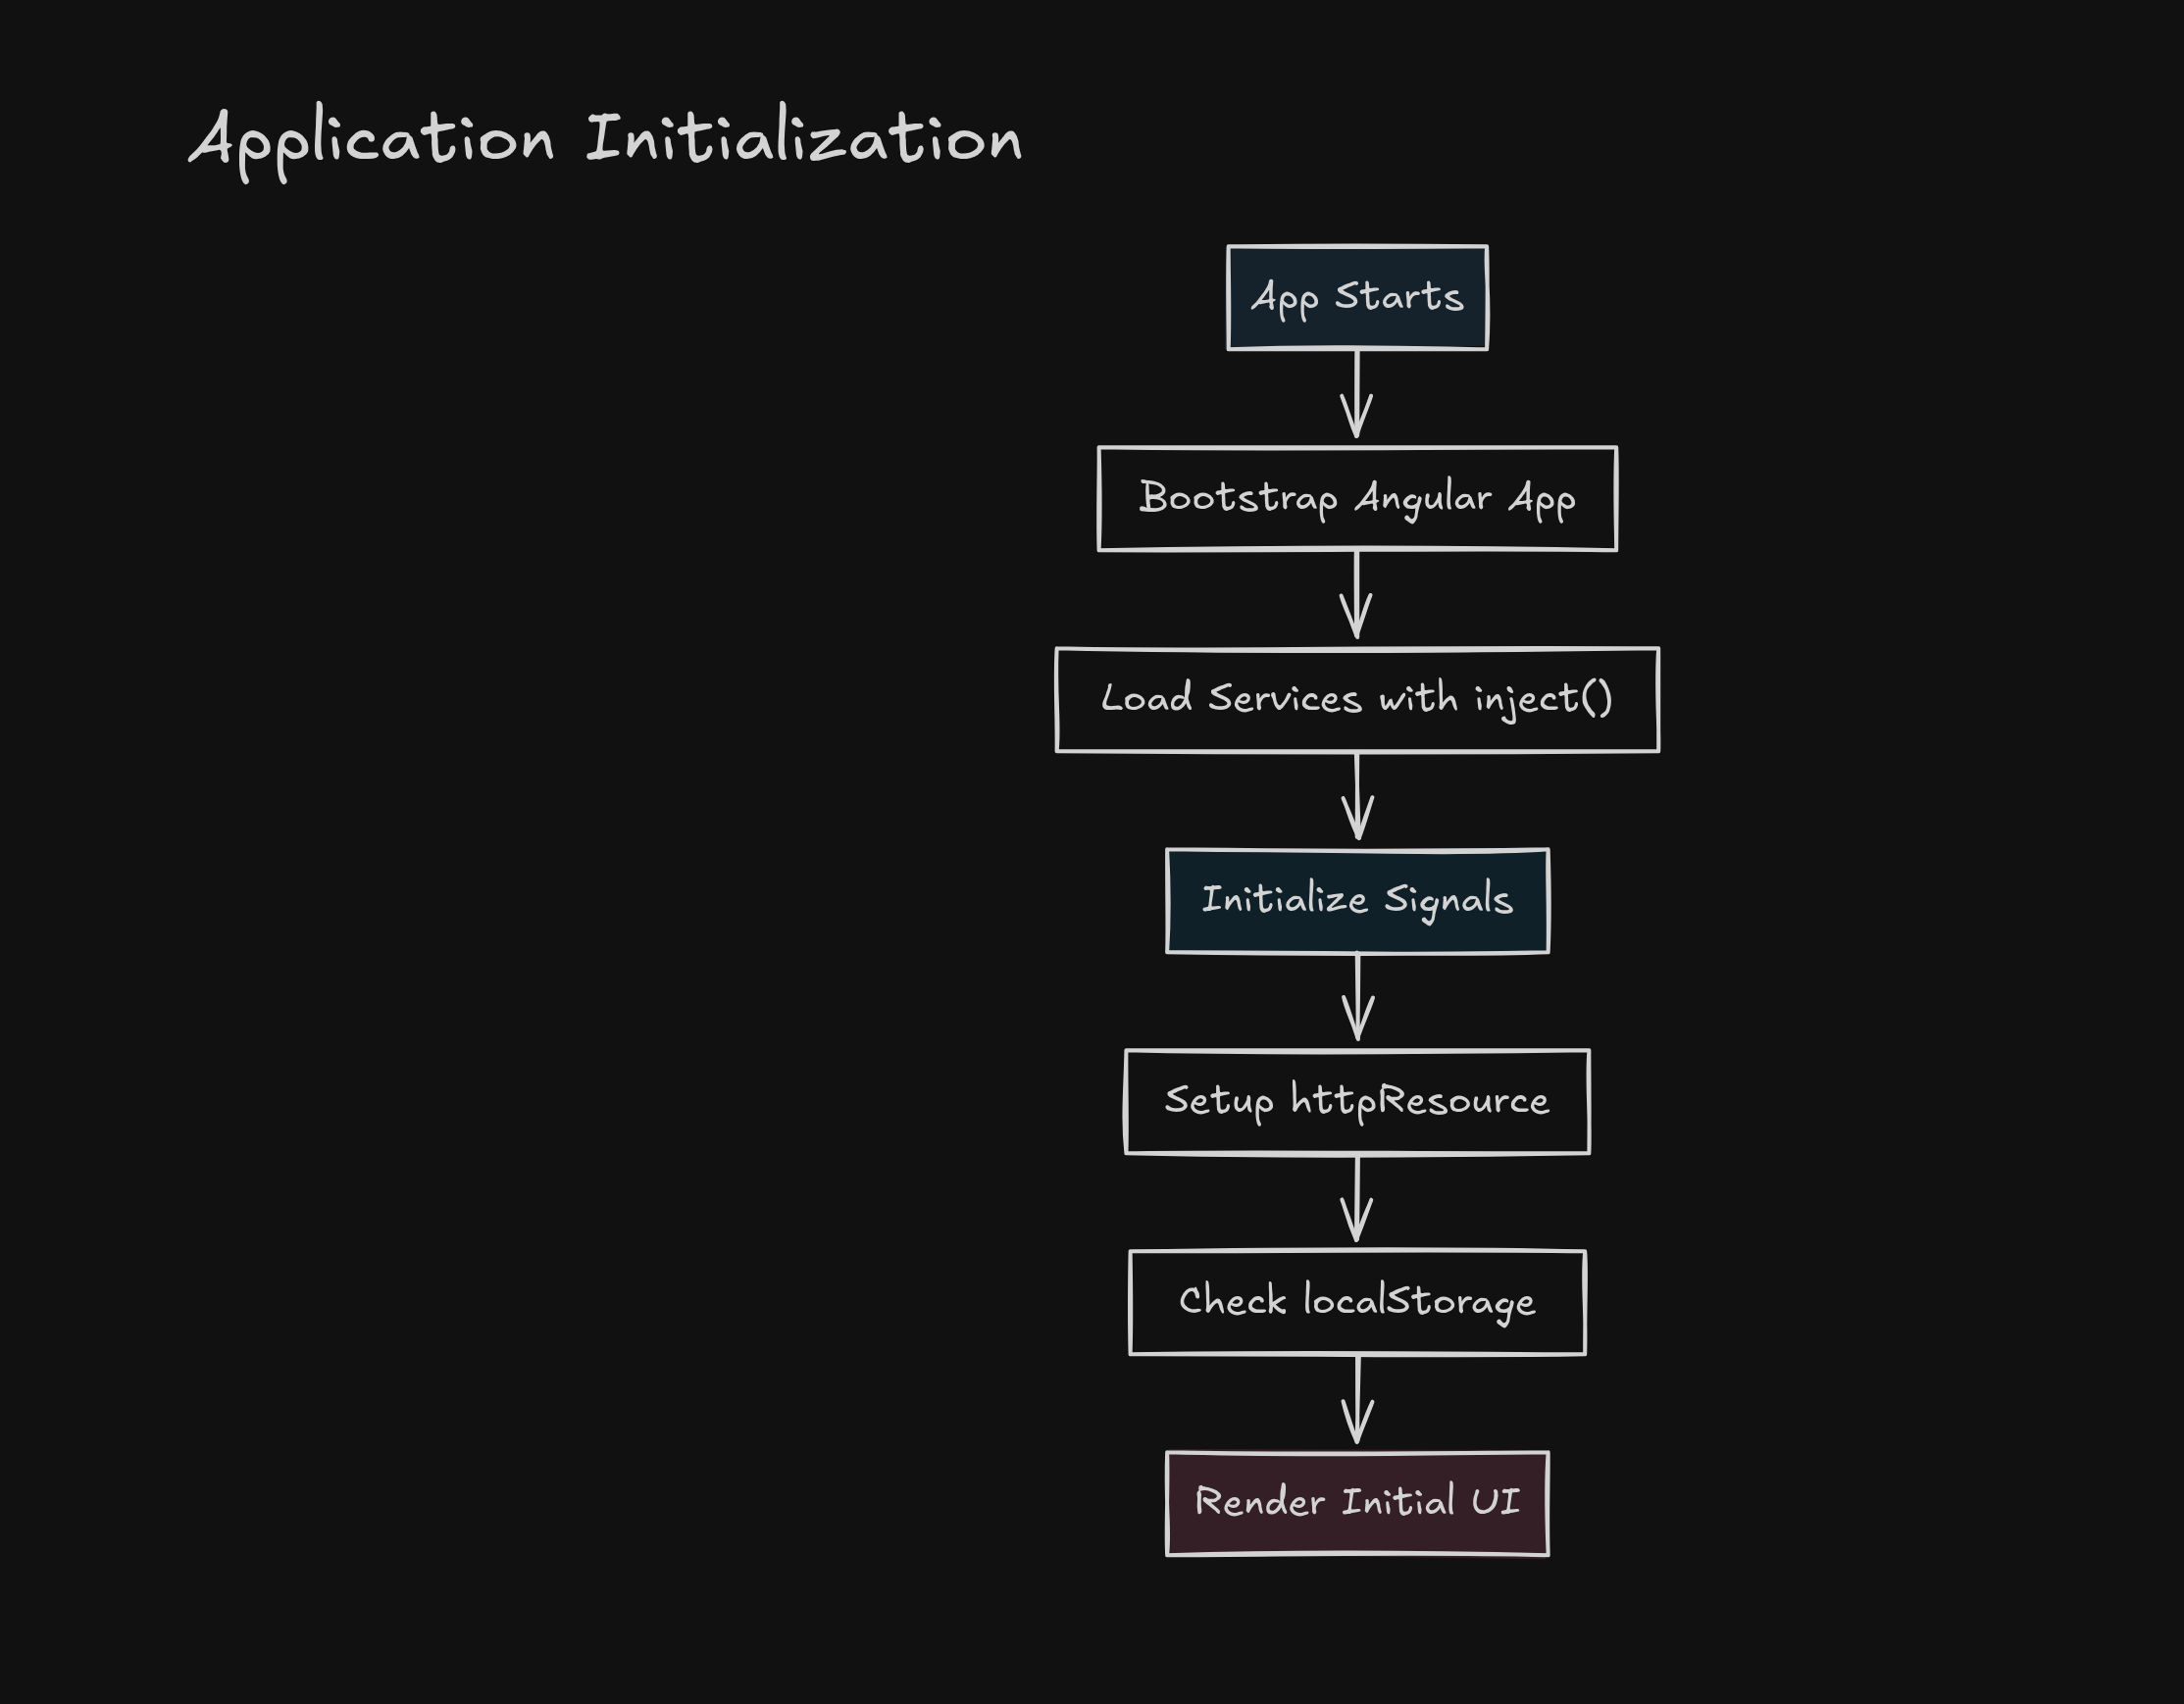 Application Initialization
App Starts
Bootstrap Angular App
Load Services with inject()
Initialize Signals
Setup httpResource
Check localStorage
Render Initial UI